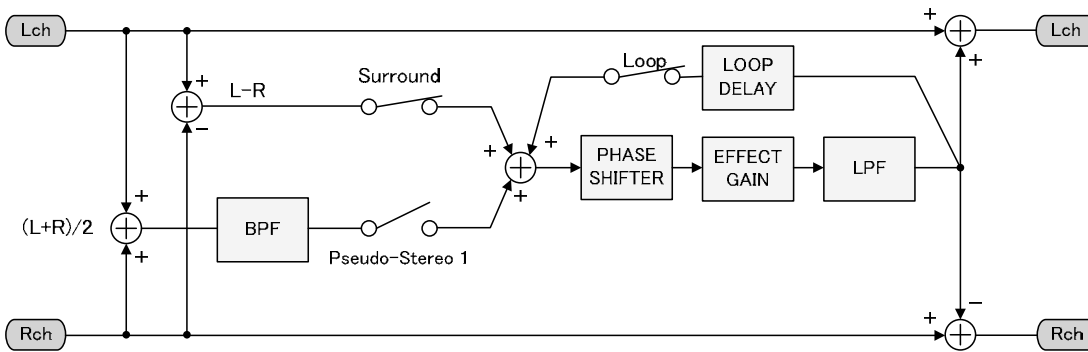 Lch
+
Lch
+
Loop
LOOP
DELAY
+
L-R
Surround
−
+
+
PHASE
SHIFTER
EFFECT
GAIN
LPF
+
+
(L+R)/2
BPF
+
Pseudo-Stereo 1
−
+
Rch
Rch